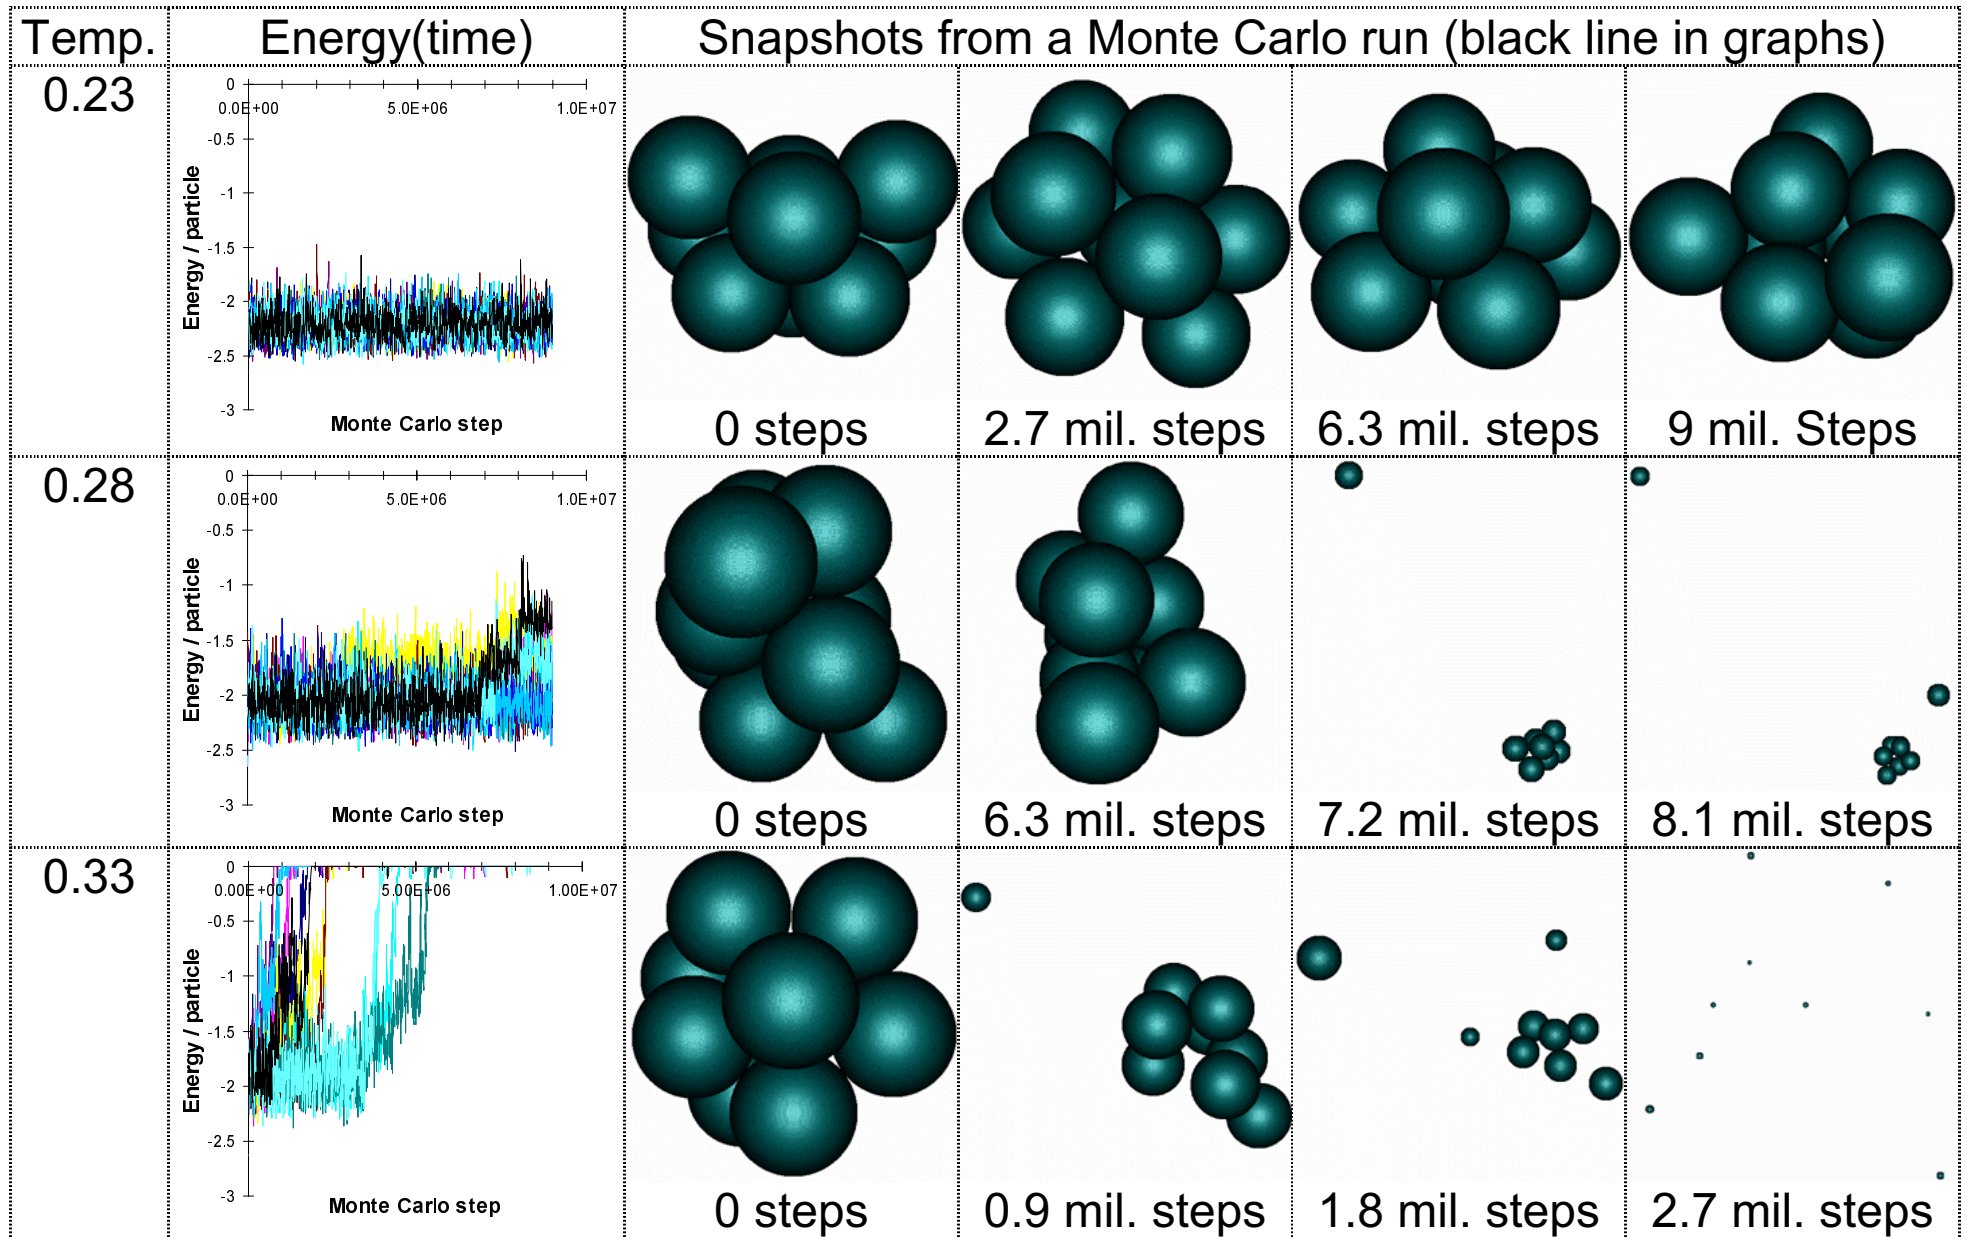 Temp.
Energy(time)
Snapshots from a Monte Carlo run (black line in graphs)
0.23
0
0.0E+00
5.0E+06
1.0E+07
-0.5
-1
-1.5
-2
-2.5
-3
Energy / particle
Monte Carlo step
0 steps
2.7 mil. steps
6.3 mil. steps
9 mil. Steps
0.28
0
0.0E+00
5.0E+06
1.0E+07
-0.5
-1
-1.5
-2
-2.5
-3
Energy / particle
Monte Carlo step
0 steps
6.3 mil. steps
7.2 mil. steps
8.1 mil. steps
0.33
0
0.00E+00
5.00E+06
1.00E+07
-0.5
-1
-1.5
-2
-2.5
-3
Energy / particle
Monte Carlo step
0 steps
0.9 mil. steps
1.8 mil. steps
2.7 mil. steps